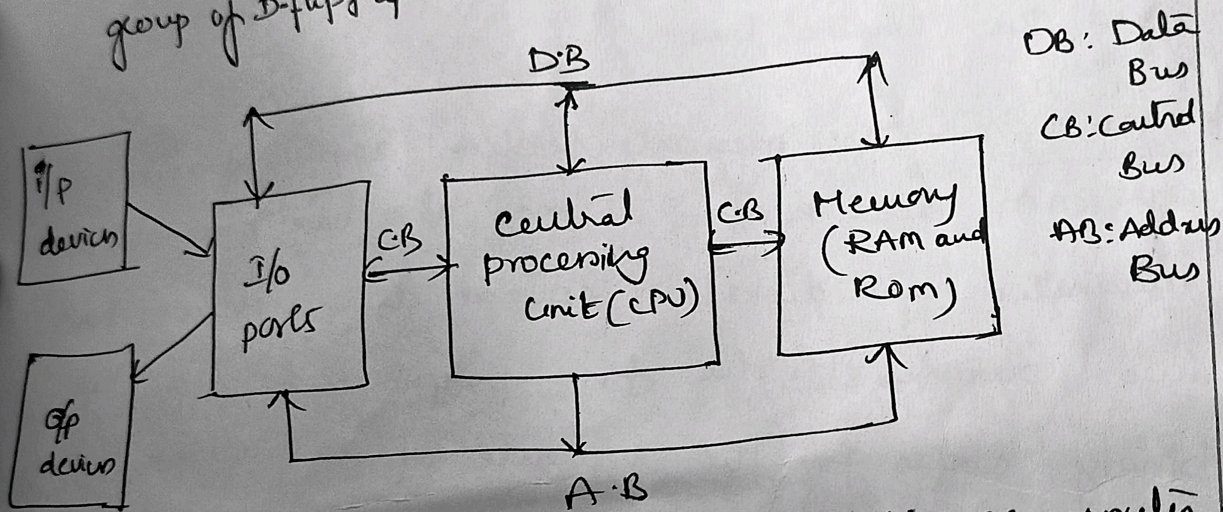 group of D-flip
D·B
DB: Data
Bus
CB: Control
Bus
AB: Address
Bus
i/p
devices
I/o
ports
C·B
Central
processing
Unit (CPU)
C·B
Memory
(RAM and
ROM)
o/p
devices
A·B